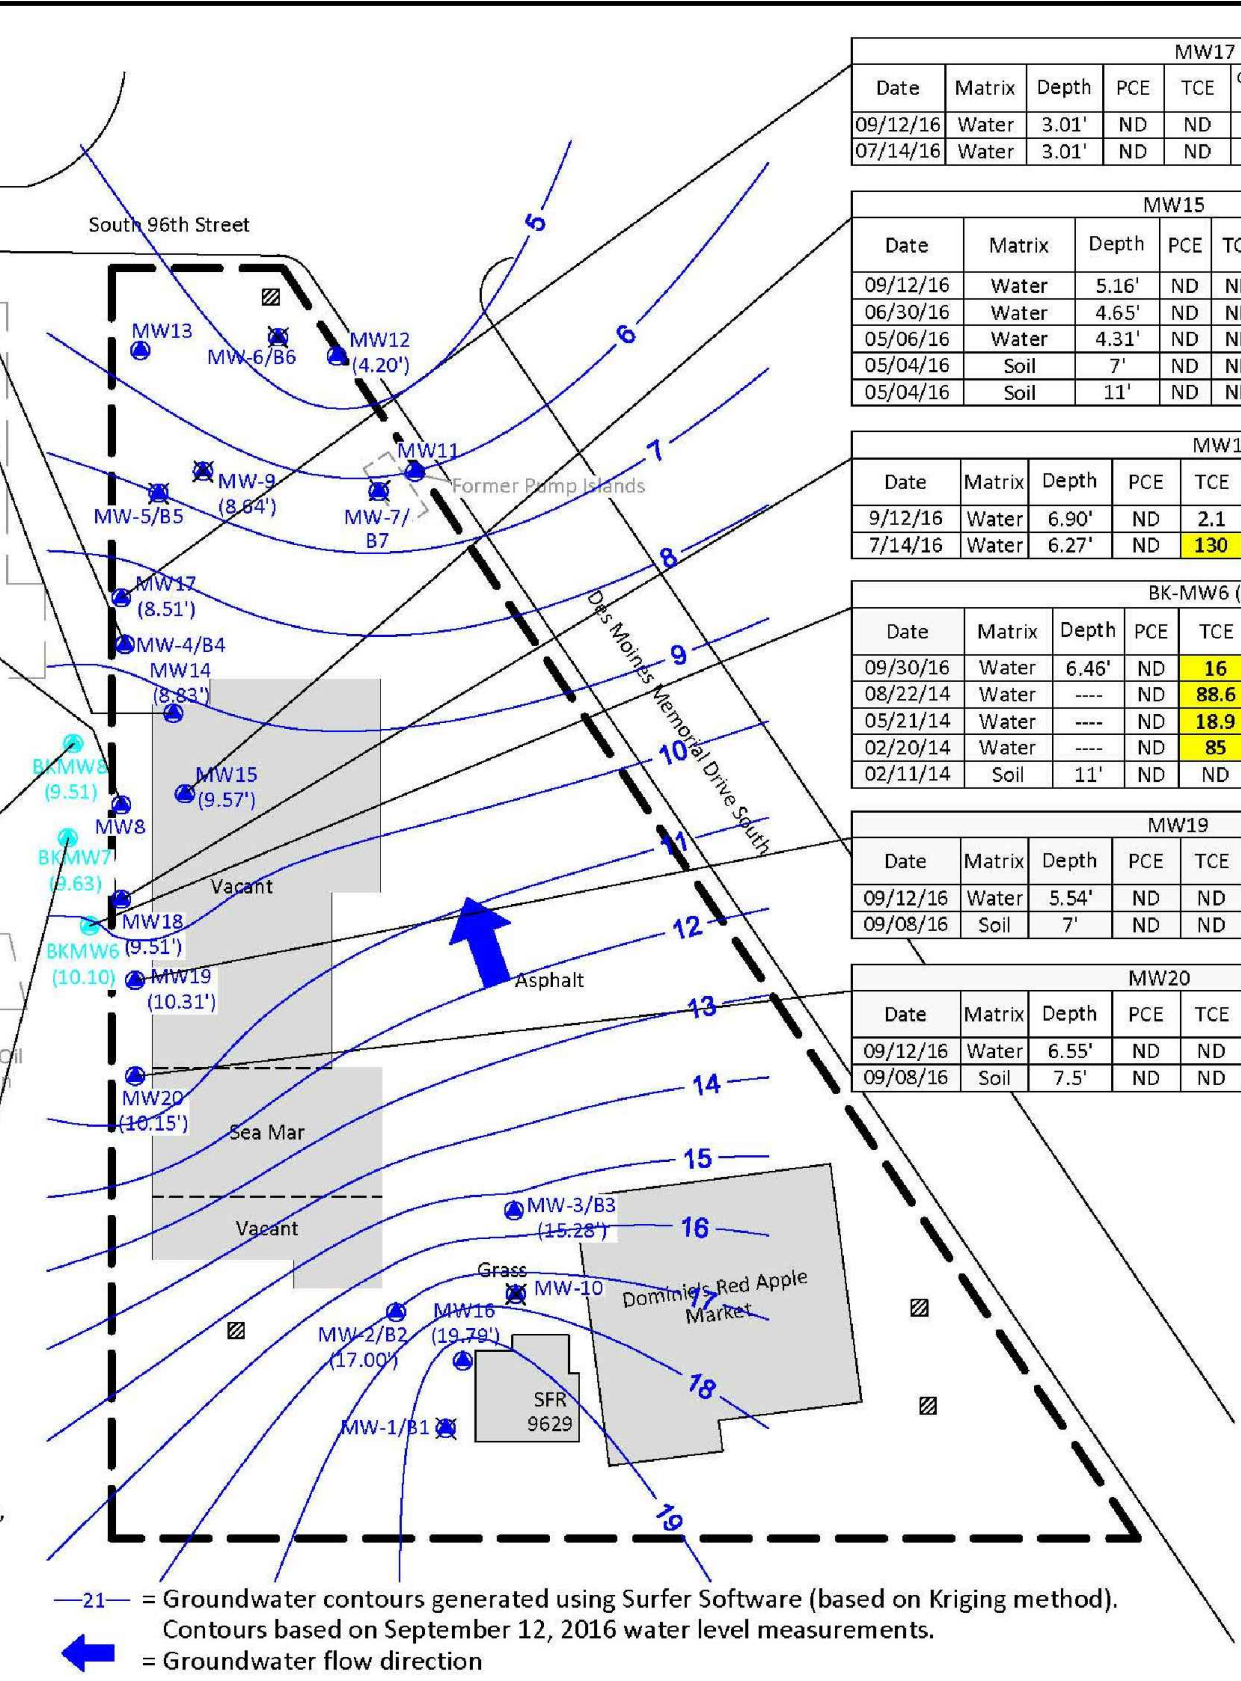 MW17
Date Matrix Depth PCE TCE
09/12/16 Water 3.01' ND ND
07/14/16 Water 3.01' ND ND
MW15
Date Matrix Depth PCE TC
09/12/16 Water 5.16' ND N
06/30/16 Water 4.65' ND N
05/06/16 Water 4.31' ND N
05/04/16 Soil 7' ND N
05/04/16 Soil 11' ND N
MW1
Date Matrix Depth PCE TCE
9/12/16 Water 6.90' ND 2.1
7/14/16 Water 6.27' ND 130
BK-MW6 (
Date Matrix Depth PCE TCE
09/30/16 Water 6.46' ND 16
08/22/14 Water ---- ND 88.6
05/21/14 Water ---- ND 18.9
02/20/14 Water ---- ND 85
02/11/14 Soil 11' ND ND
MW19
Date Matrix Depth PCE TCE
09/12/16 Water 5.54' ND ND
09/08/16 Soil 7' ND ND
MW20
Date Matrix Depth PCE TCE
09/12/16 Water 6.55' ND ND
09/08/16 Soil 7.5' ND ND
South 96th Street
5
6
7
8
9
10
11
12
13
14
15
16
17
18
19
MW13
MW-6/B6
MW12
(4.20')
MW11
Former Pump Islands
MW-9
(8.64')
MW-5/B5
MW-7/
B7
MW17
(8.51')
MW-4/B4
MW14
(8.83')
Des Moines Memorial Drive South
BKMW8
(9.51)
MW15
(9.57')
MW8
BKMW7
(9.63)
Vacant
MW18
(9.51')
BKMW6
(10.10)
MW19
(10.31')
Asphalt
Oil
MW20
(10.15')
Sea Mar
Vacant
MW-3/B3
(15.28')
Grass
MW-10
Dominic's Red Apple
Market
MW16
(19.79')
MW-2/B2
(17.00')
SFR
9629
MW-1/B1
—21— = Groundwater contours generated using Surfer Software (based on Kriging method).
Contours based on September 12, 2016 water level measurements.
= Groundwater flow direction